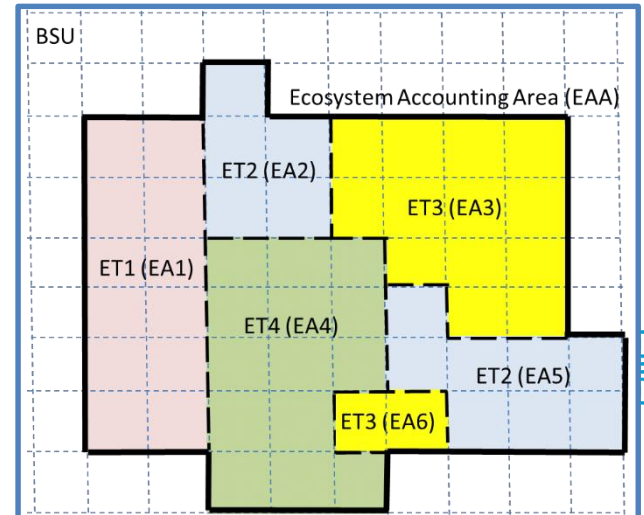 BSU
Ecosystem Accounting Area (EAA)
ET2 (EA2)
ET3 (EA3)
ET1 (EA1)
ET4 (EA4)
ET2 (EA5)
ET3 (EA6)